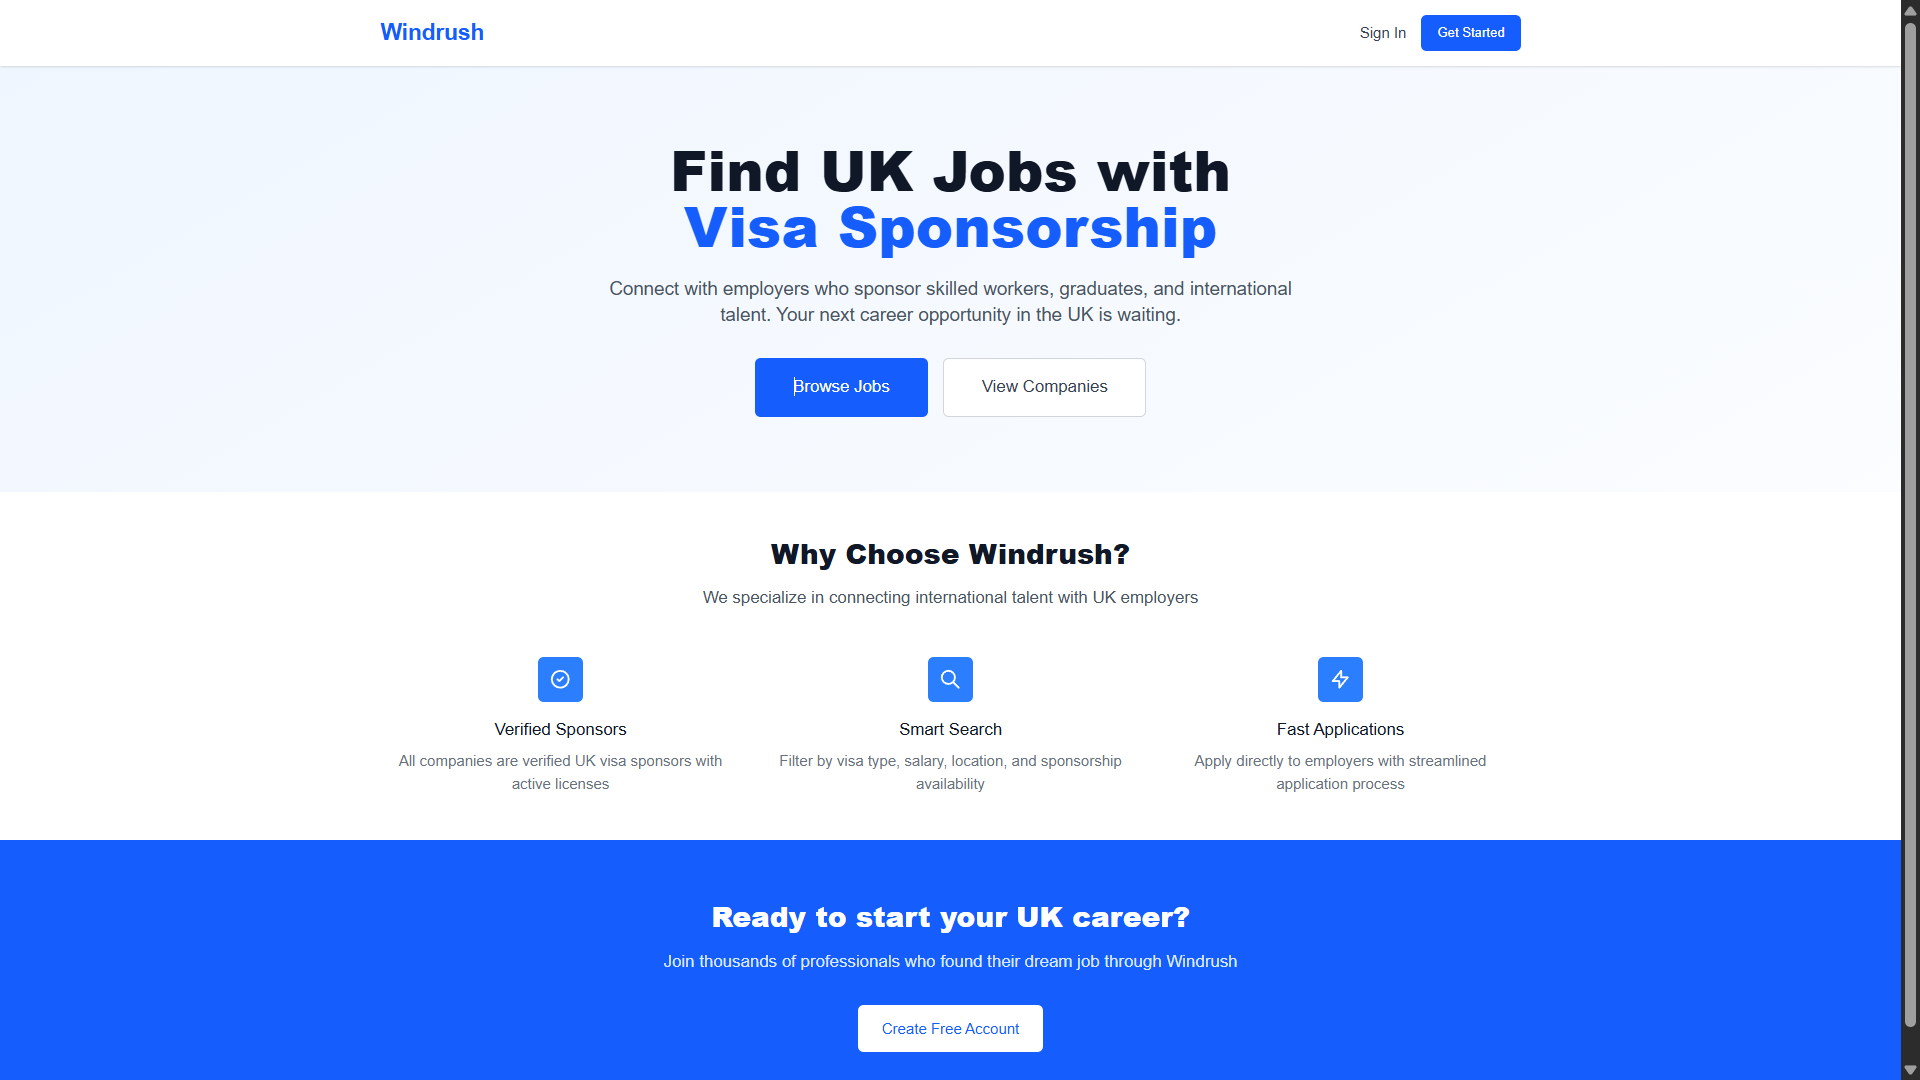 Windrush
Sign In
Get Started
Find UK Jobs with
Visa Sponsorship
Connect with employers who sponsor skilled workers, graduates, and international
talent. Your next career opportunity in the UK is waiting.
Browse Jobs
View Companies
Why Choose Windrush?
We specialize in connecting international talent with UK employers
Verified Sponsors
All companies are verified UK visa sponsors with
active licenses
Smart Search
Filter by visa type, salary, location, and sponsorship
availability
Fast Applications
Apply directly to employers with streamlined
application process
Ready to start your UK career?
Join thousands of professionals who found their dream job through Windrush
Create Free Account